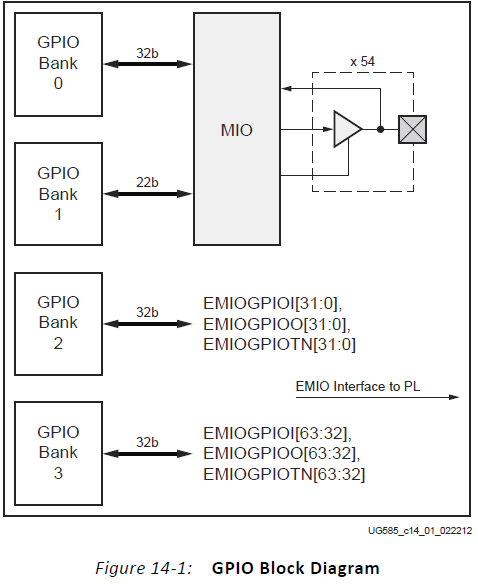 GPIO
Bank
0
32b
MIO
x 54
GPIO
Bank
1
22b
GPIO
Bank
2
32b
EMIOGPIOI[31:0],
EMIOGPIOO[31:0],
EMIOGPIOTN[31:0]
EMIO Interface to PL
GPIO
Bank
3
32b
EMIOGPIOI[63:32],
EMIOGPIOO[63:32],
EMIOGPIOTN[63:32]
UG585_c14_01_022212
Figure 14-1: GPIO Block Diagram